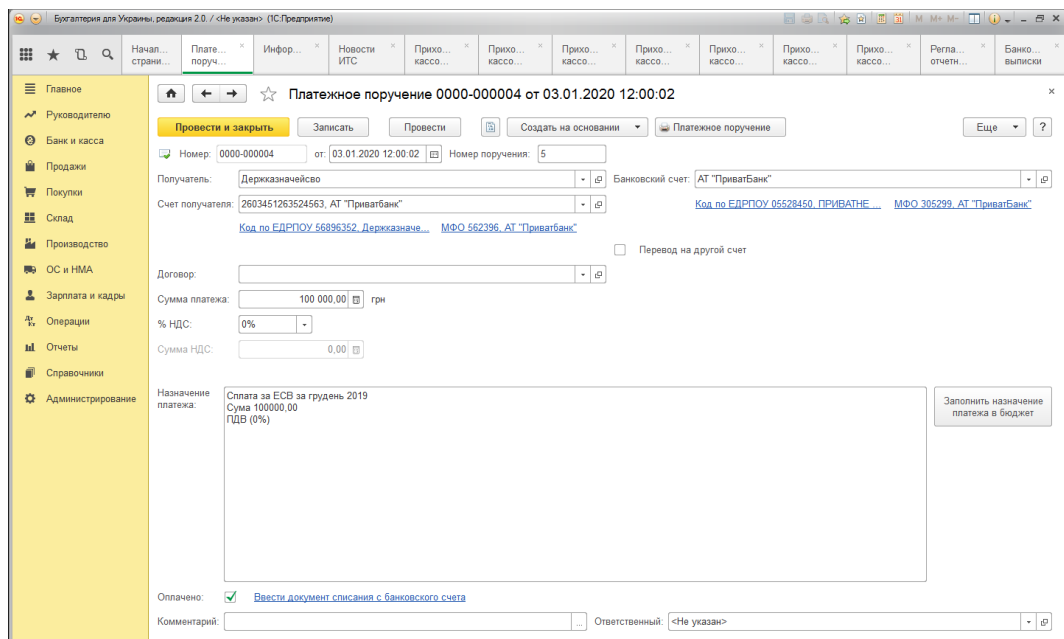 Бухгалтерия для Украины, редакция 2.0. / <Не указан> (1С:Предприятие)
M M+ M-
Начал... страни...
Плате... поруч...
Инфор...
Новости ИТС
Прихо... кассо...
Прихо... кассо...
Прихо... кассо...
Прихо... кассо...
Прихо... кассо...
Прихо... кассо...
Прихо... кассо...
Регла... отчетн...
Банко... выписки
Главное
Руководителю
Банк и касса
Продажи
Покупки
Склад
Производство
ОС и НМА
Зарплата и кадры
Операции
Отчеты
Справочники
Администрирование
Платежное поручение 0000-000004 от 03.01.2020 12:00:02
Провести и закрыть Записать Провести Создать на основании Платежное поручение Еще ?
Номер: 0000-000004 от: 03.01.2020 12:00:02 Номер поручения: 5
Получатель: Держказначейсво Банковский счет: АТ "ПриватБанк"
Счет получателя: 2603451263524563, АТ "Приватбанк" Код по ЕДРПОУ 05528450, ПРИВАТНЕ ... МФО 305299, АТ "ПриватБанк"
Код по ЕДРПОУ 56896352, Держказначе... МФО 562396, АТ "Приватбанк"
Перевод на другой счет
Договор:
Сумма платежа: 100 000,00 грн
% НДС: 0%
Сумма НДС: 0,00
Назначение платежа:
Сплата за ЕСВ за грудень 2019
Сума 100000,00
ПДВ (0%)
Заполнить назначение
платежа в бюджет
Оплачено: Ввести документ списания с банковского счета
Комментарий: ... Ответственный: <Не указан>